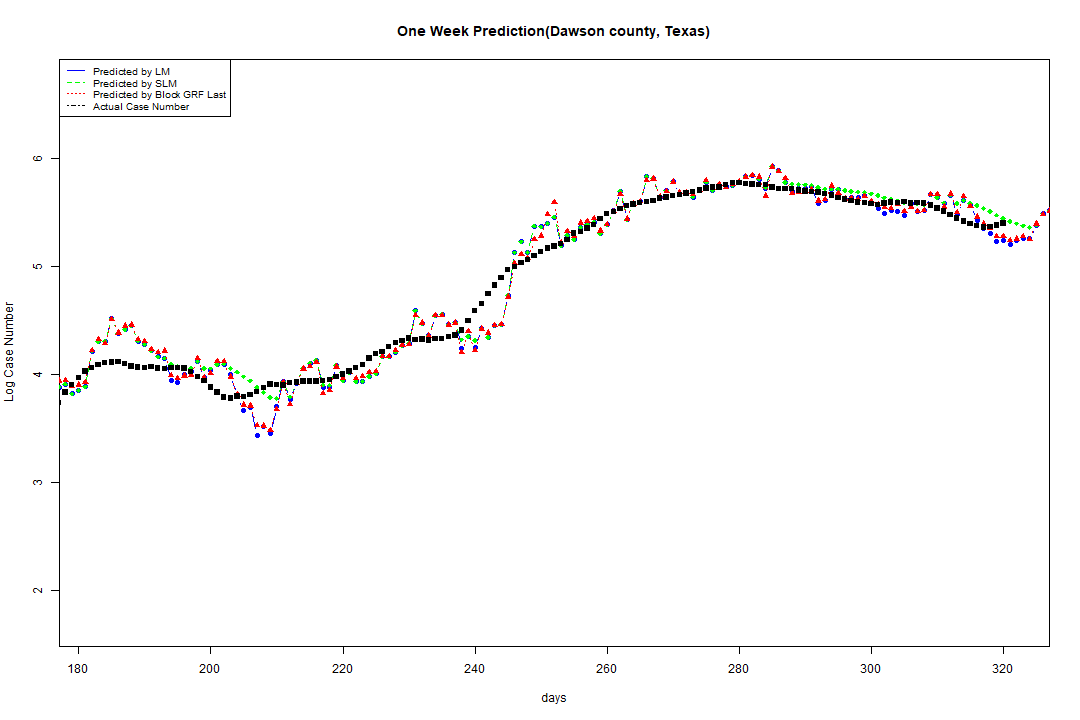 One Week Prediction(Dawson county, Texas)
Predicted by LM
Predicted by SLM
Predicted by Block GRF Last
Actual Case Number
Log Case Number
6
5
4
3
2
180 200 220 240 260 280 300 320
days